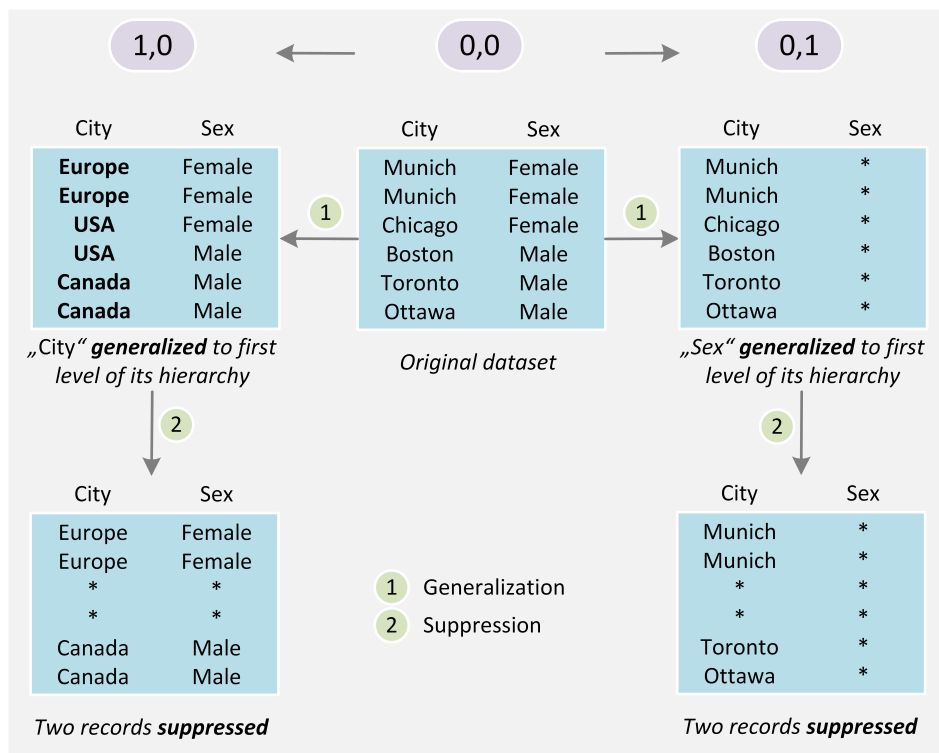 1,0 0,0 0,1
City Sex City Sex City Sex
Europe Female Munich Female Munich *
Europe Female Munich Female Munich *
USA Female Chicago Female Chicago *
USA Male Boston Male Boston *
Canada Male Toronto Male Toronto *
Canada Male Ottawa Male Ottawa *
1 1
„City“ generalized to first
level of its hierarchy
Original dataset
„Sex“ generalized to first
level of its hierarchy
2 2
City Sex City Sex
Europe Female Munich *
Europe Female Munich *
* * * *
* * * *
Canada Male Toronto *
Canada Male Ottawa *
1 Generalization
2 Suppression
Two records suppressed
Two records suppressed